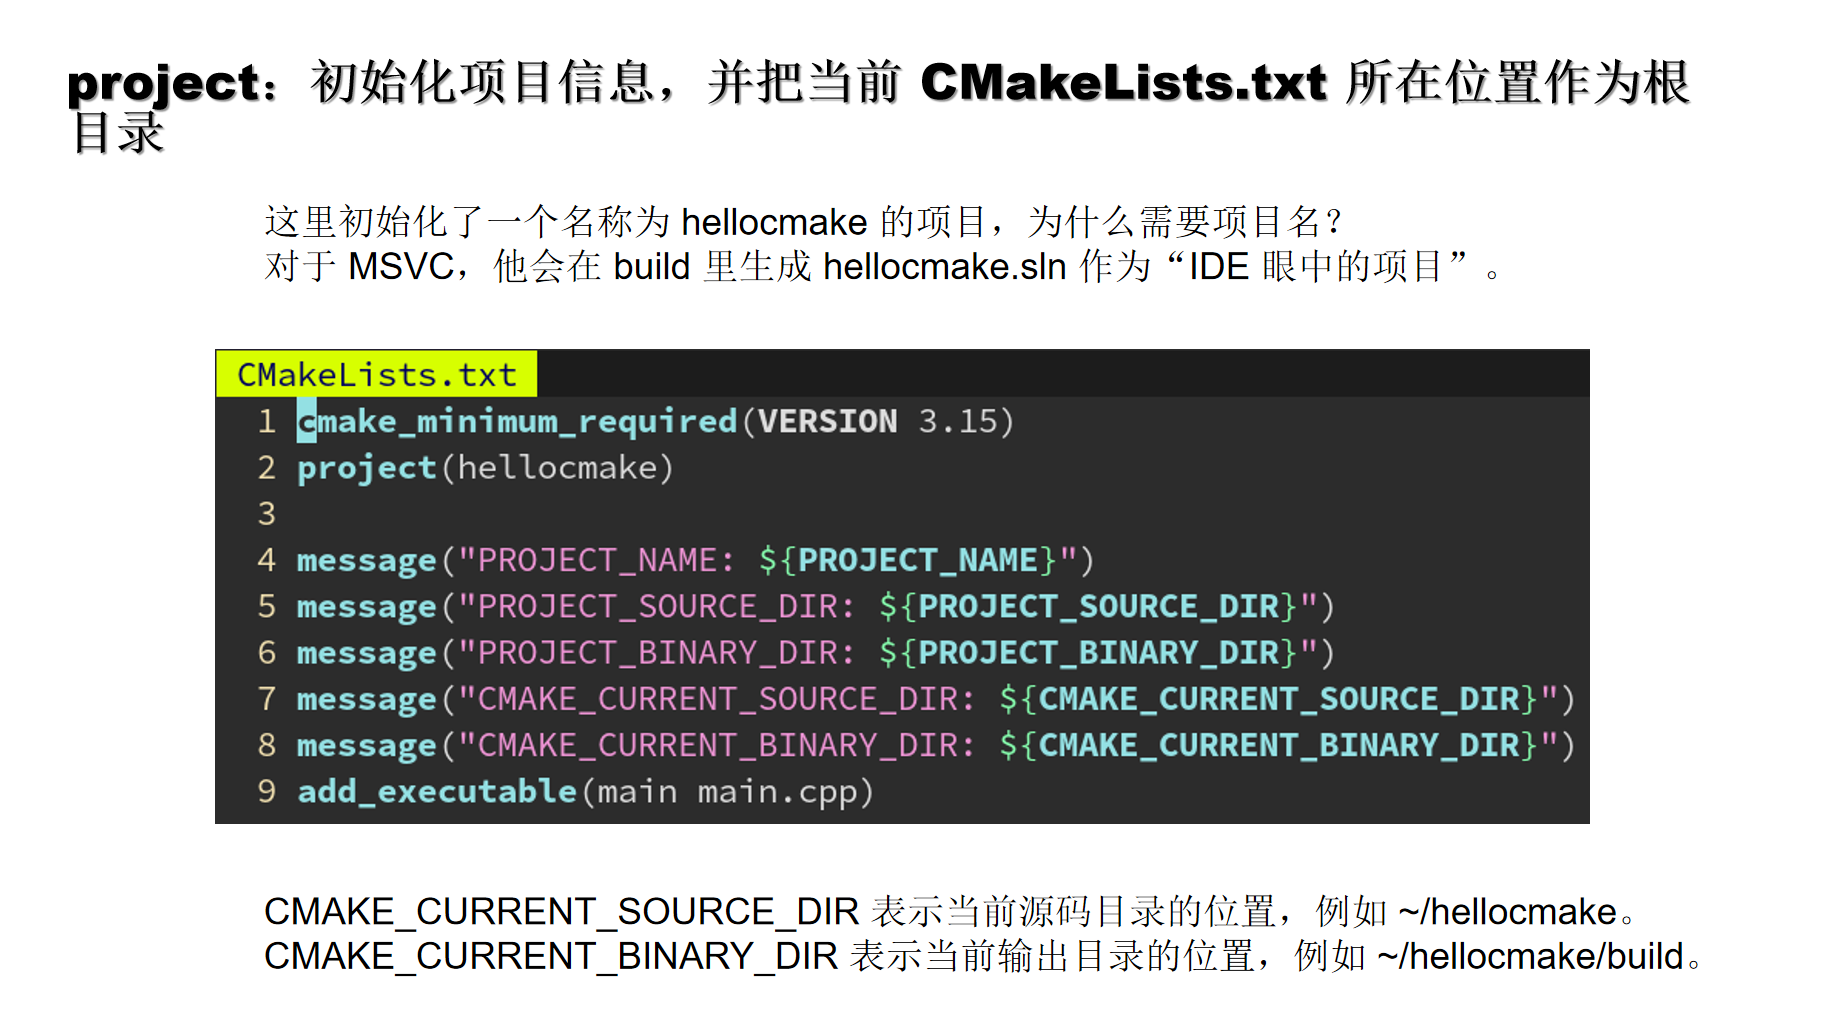 project：初始化项目信息，并把当前 CMakeLists.txt 所在位置作为根
目录
这里初始化了一个名称为 hellocmake 的项目，为什么需要项目名？
对于 MSVC，他会在 build 里生成 hellocmake.sln 作为“IDE 眼中的项目”。
CMakeLists.txt
1 cmake_minimum_required(VERSION 3.15)
2 project(hellocmake)
3
4 message("PROJECT_NAME: ${PROJECT_NAME}")
5 message("PROJECT_SOURCE_DIR: ${PROJECT_SOURCE_DIR}")
6 message("PROJECT_BINARY_DIR: ${PROJECT_BINARY_DIR}")
7 message("CMAKE_CURRENT_SOURCE_DIR: ${CMAKE_CURRENT_SOURCE_DIR}")
8 message("CMAKE_CURRENT_BINARY_DIR: ${CMAKE_CURRENT_BINARY_DIR}")
9 add_executable(main main.cpp)
CMAKE_CURRENT_SOURCE_DIR 表示当前源码目录的位置，例如 ~/hellocmake。
CMAKE_CURRENT_BINARY_DIR 表示当前输出目录的位置，例如 ~/hellocmake/build。